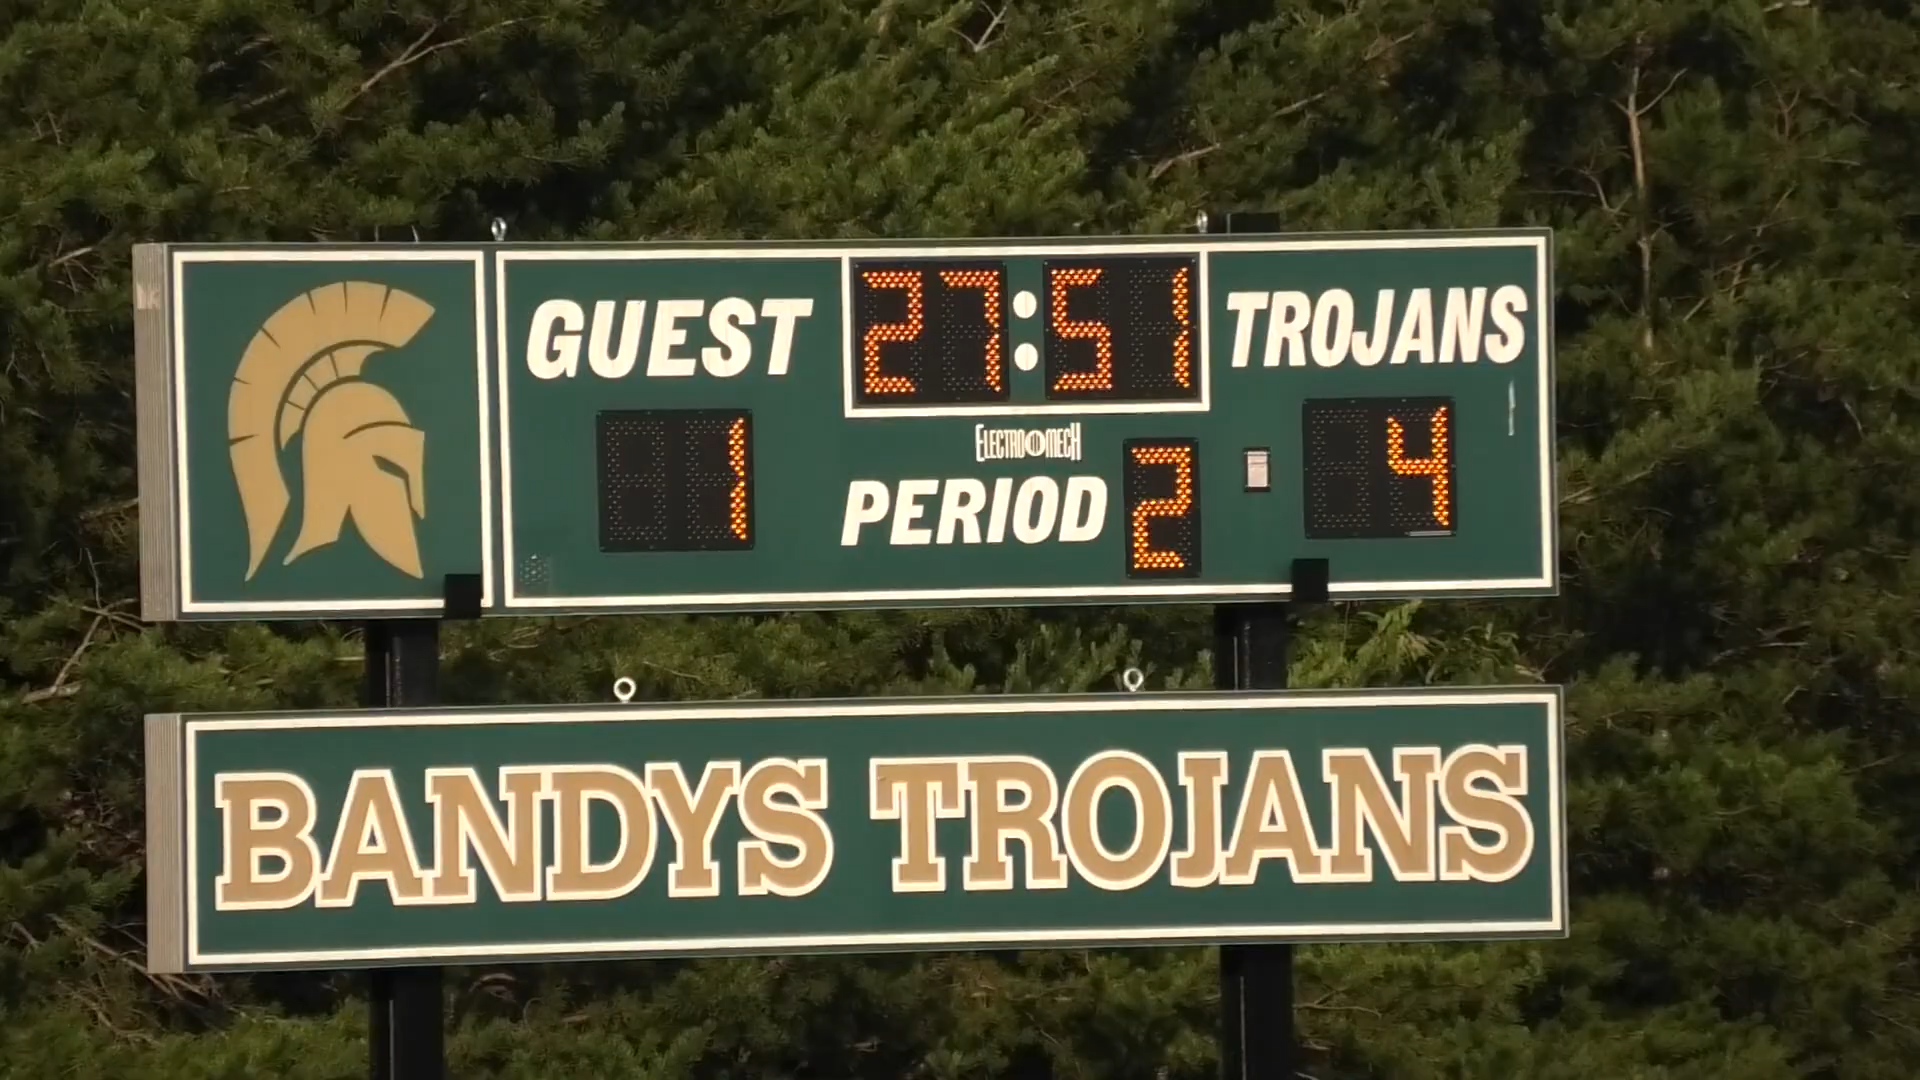 GUEST 27:51 TROJANS
1 ELECTRO-MECH 4
PERIOD 2
BANDYS TROJANS